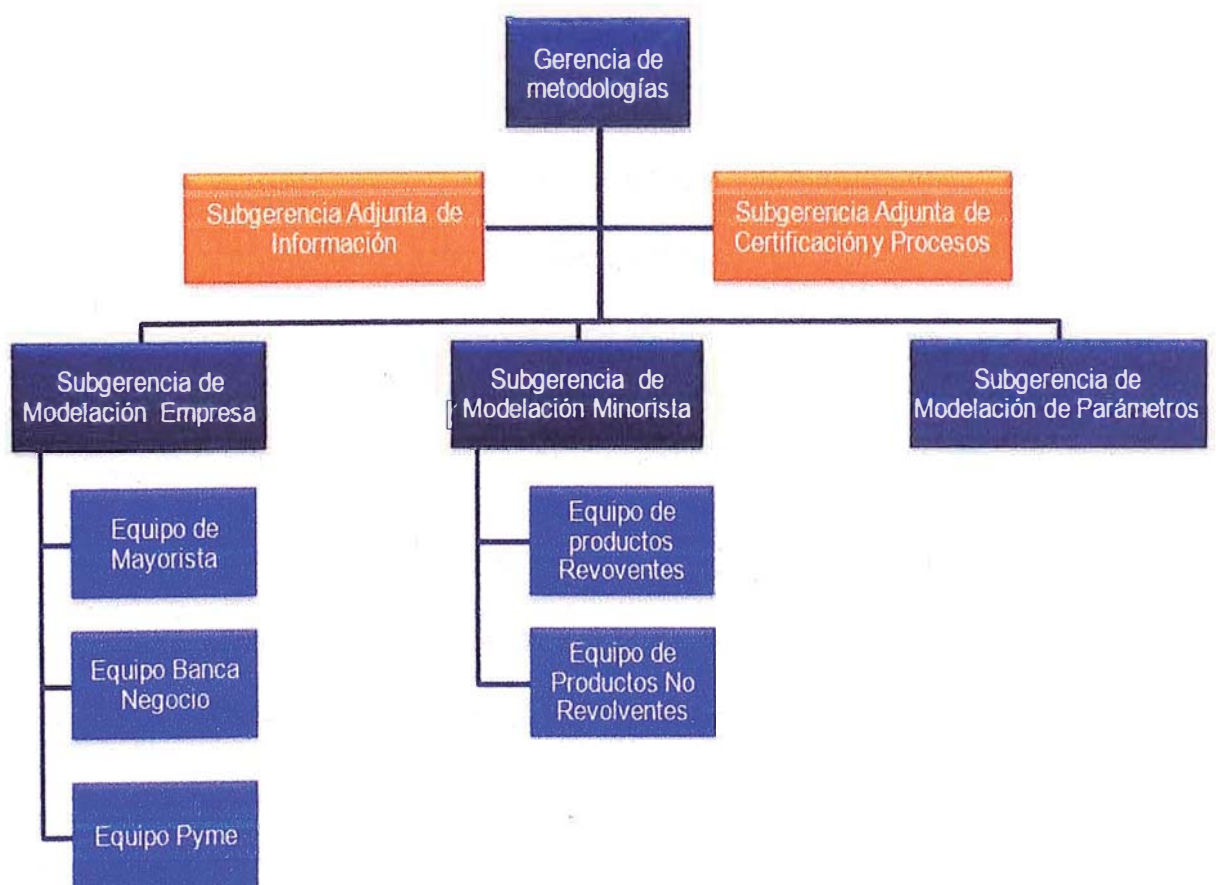 Gerencia de
metodologías
Subgerencia Adjunta de
Información
Subgerencia Adjunta de
Certificación y Procesos
Subgerencia de
Modelación Empresa
Subgerencia de
Modelación Minorista
Subgerencia de
Modelación de Parámetros
Equipo de
Mayorista
Equipo Banca
Negocio
Equipo Pyme
Equipo de
productos
Revoventes
Equipo de
Productos No
Revolventes